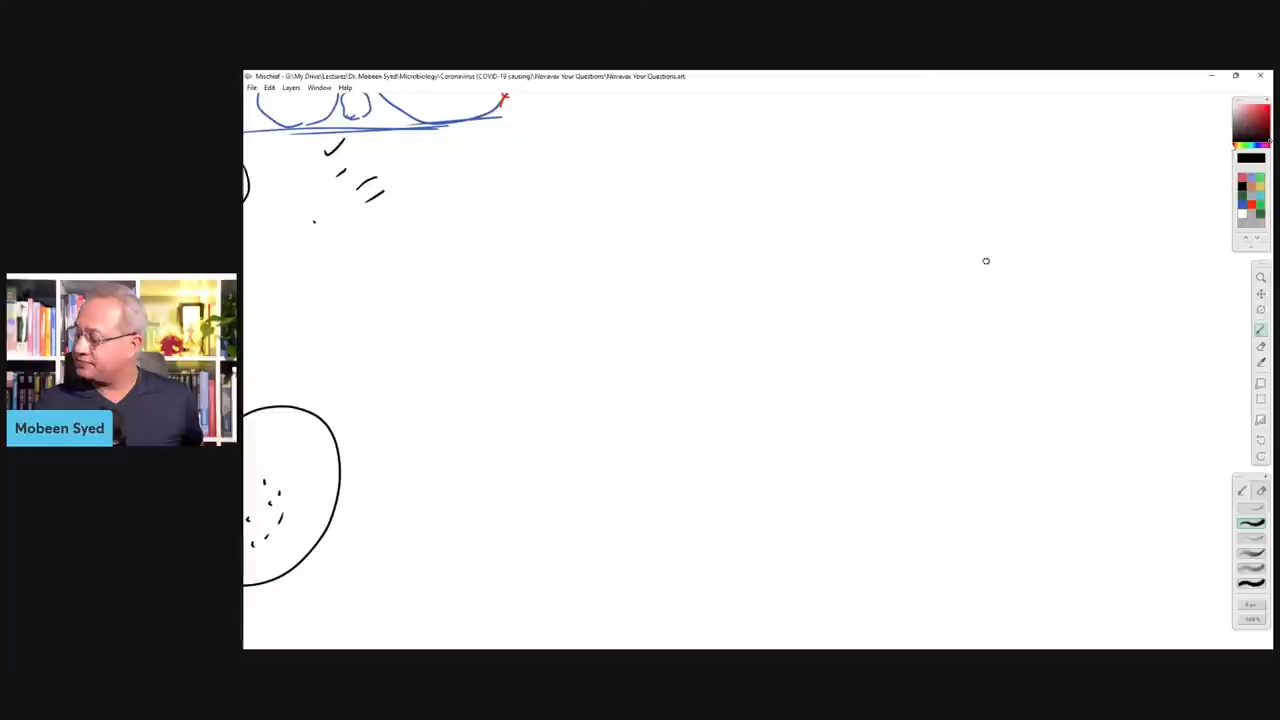 Mischief - G:\My Drive\Lectures\Dr. Mobeen Syed\Microbiology\Coronavirus (COVID-19 causing)\Novavax Your Questions\Novavax Your Questions.art
File Edit Layers Window Help
Mobeen Syed
100%